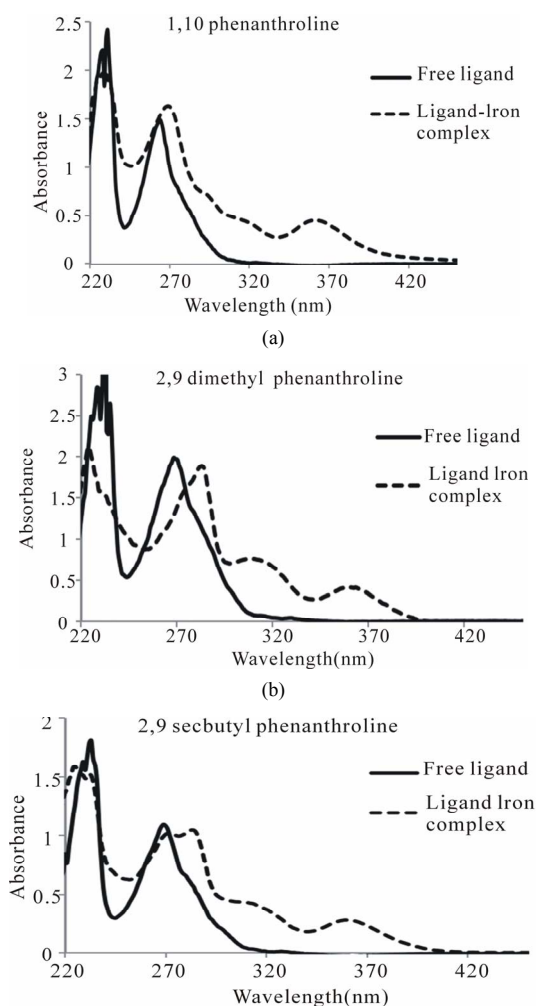 1,10 phenanthroline
2.5
2
1.5
1
0.5
0
Absorbance
Free ligand
Ligand-Iron
complex
220 270 320 370 420
Wavelength (nm)
(a)
2,9 dimethyl phenanthroline
3
2.5
2
1.5
1
0.5
0
Absorbance
Free ligand
Ligand Iron
complex
220 270 320 370 420
Wavelength(nm)
(b)
2,9 secbutyl phenanthroline
2
1.5
1
0.5
0
Absorbance
Free ligand
Ligand Iron
complex
220 270 320 370 420
Wavelength(nm)